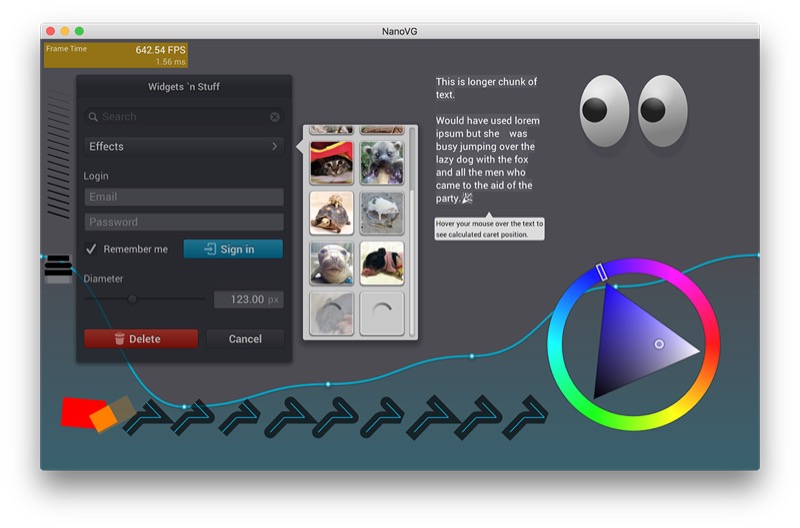 NanoVG
Frame Time
642.54 FPS
1.56 ms
Widgets `n Stuff
Search
Effects
Login
Email
Password
Remember me
Sign in
Diameter
123.00 px
Delete
Cancel
This is longer chunk of
text.
Would have used lorem
ipsum but she    was
busy jumping over the
lazy dog with the fox
and all the men who
came to the aid of the
party.🎉
Hover your mouse over the text to
see calculated caret position.